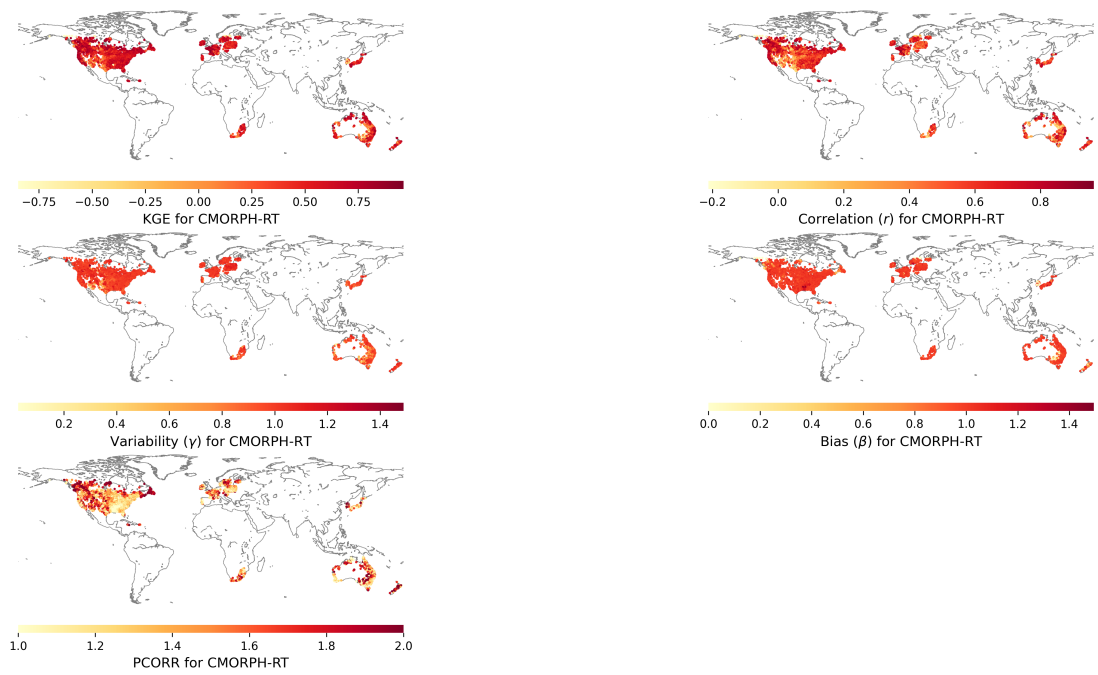 −0.75 −0.50 −0.25 0.00 0.25 0.50 0.75
KGE for CMORPH-RT
−0.2 0.0 0.2 0.4 0.6 0.8
Correlation (r) for CMORPH-RT
0.2 0.4 0.6 0.8 1.0 1.2 1.4
Variability (γ) for CMORPH-RT
0.0 0.2 0.4 0.6 0.8 1.0 1.2 1.4
Bias (β) for CMORPH-RT
1.0 1.2 1.4 1.6 1.8 2.0
PCORR for CMORPH-RT